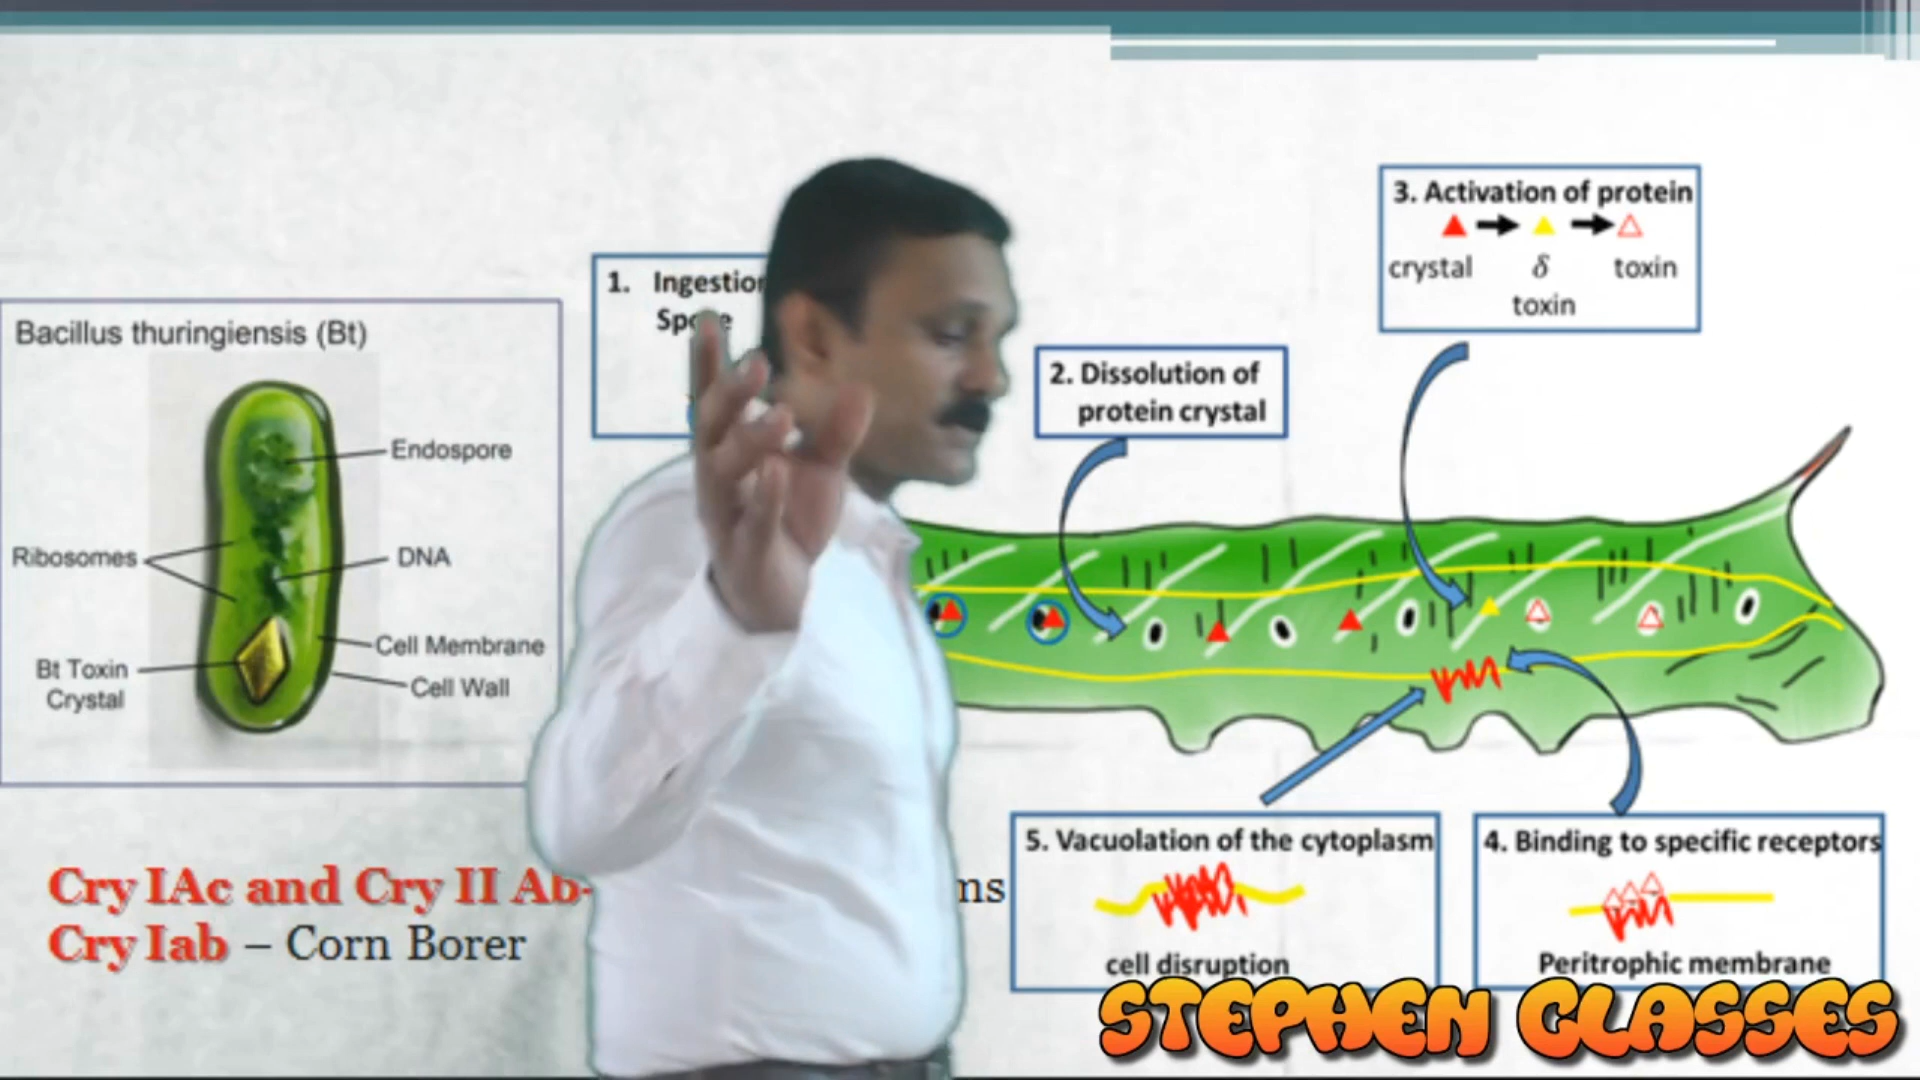 Bacillus thuringiensis (Bt)
Endospore
Ribosomes
DNA
Cell Membrane
Bt Toxin
Crystal
Cell Wall
Cry IAc and Cry II Ab-
Cry Iab – Corn Borer
1.
2. Dissolution of
protein crystal
3. Activation of protein
crystal δ toxin
toxin
4. Binding to specific receptors
Peritrophic membrane
5. Vacuolation of the cytoplasm
cell disruption
STEPHEN CLASSES